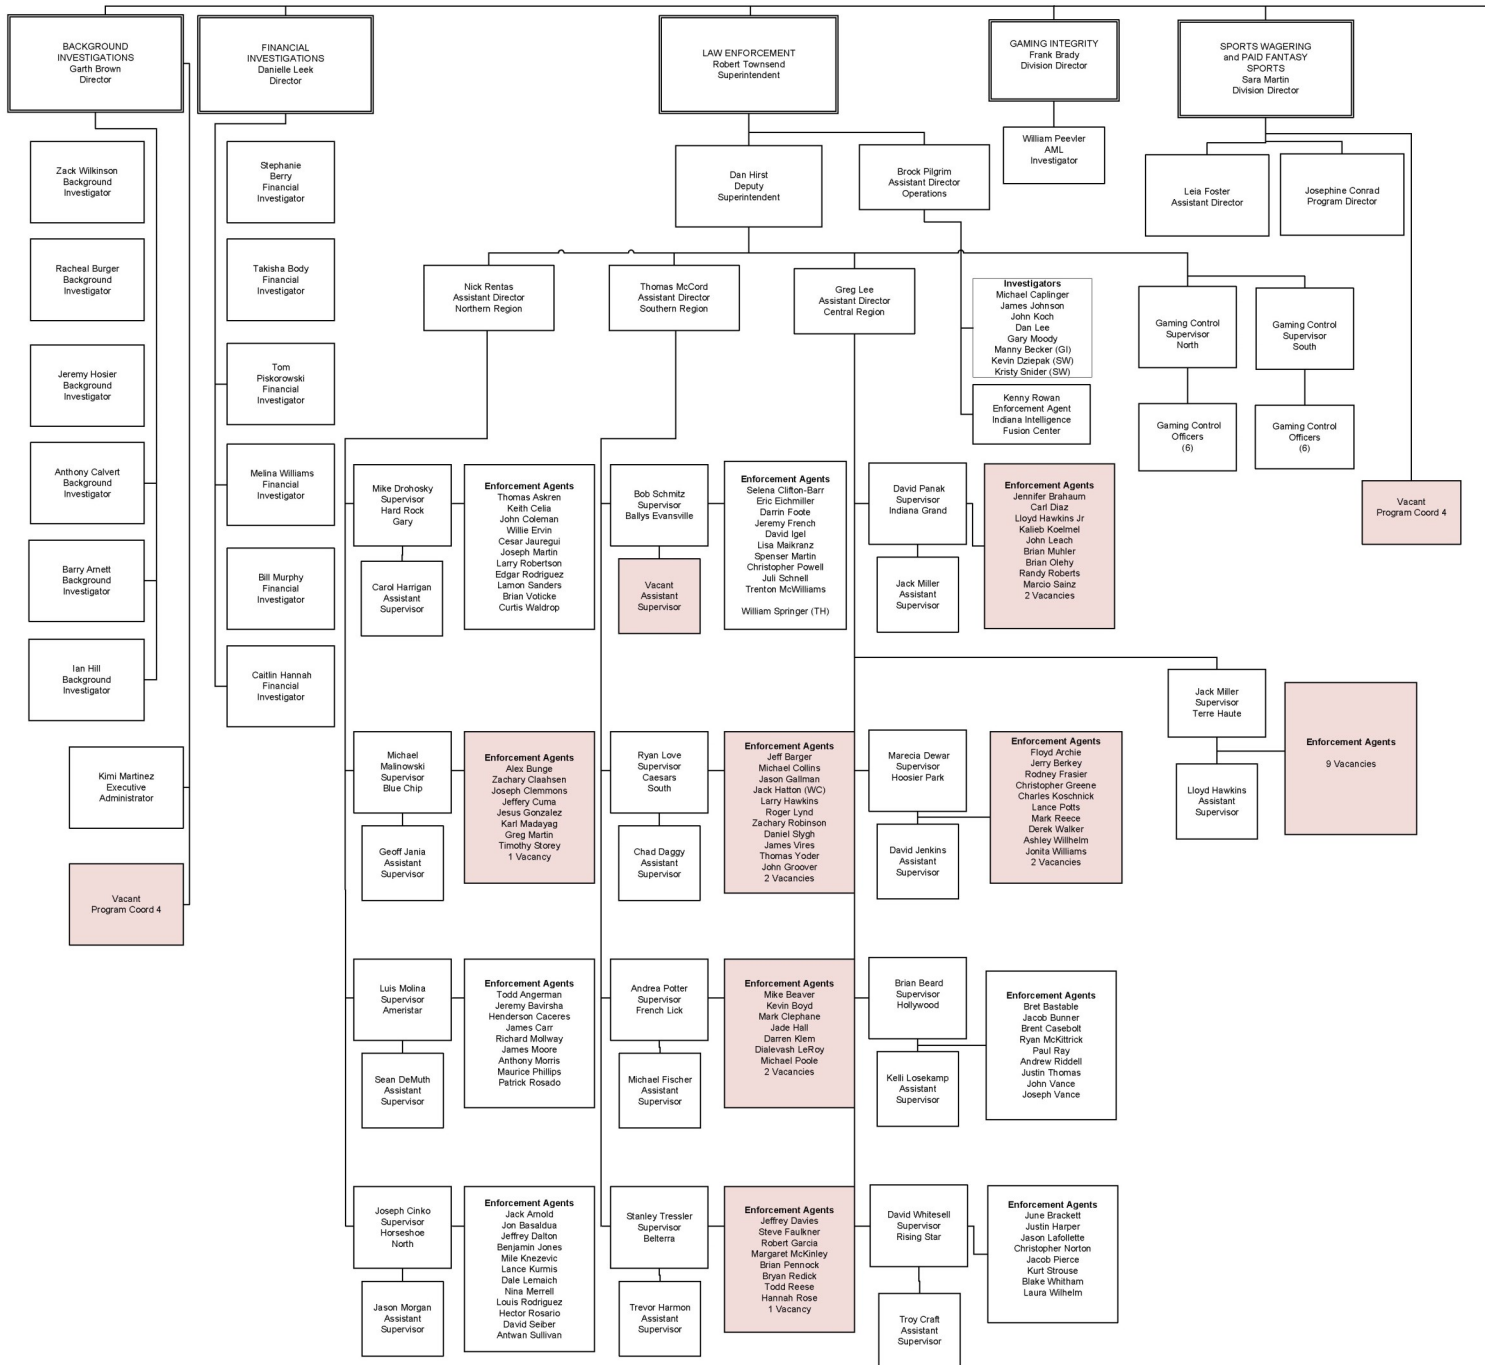 BACKGROUND
INVESTIGATIONS
Garth Brown
Director
FINANCIAL
INVESTIGATIONS
Danielle Leek
Director
LAW ENFORCEMENT
Robert Townsend
Superintendent
GAMING INTEGRITY
Frank Brady
Division Director
SPORTS WAGERING
and PAID FANTASY
SPORTS
Sara Martin
Division Director
Zack Wilkinson
Background
Investigator
Racheal Burger
Background
Investigator
Jeremy Hosier
Background
Investigator
Anthony Calvert
Background
Investigator
Barry Arnett
Background
Investigator
Ian Hill
Background
Investigator
Kimi Martinez
Executive
Administrator
Vacant
Program Coord 4
Stephanie
Berry
Financial
Investigator
Takisha Body
Financial
Investigator
Tom
Piskorowski
Financial
Investigator
Melina Williams
Financial
Investigator
Bill Murphy
Financial
Investigator
Caitlin Hannah
Financial
Investigator
Dan Hirst
Deputy
Superintendent
Brock Pilgrim
Assistant Director
Operations
William Peevler
AML
Investigator
Leia Foster
Assistant Director
Josephine Conrad
Program Director
Nick Rentas
Assistant Director
Northern Region
Thomas McCord
Assistant Director
Southern Region
Greg Lee
Assistant Director
Central Region
Investigators
Michael Caplinger
James Johnson
John Koch
Dan Lee
Gary Moody
Manny Becker (GI)
Kevin Dziepak (SW)
Kristy Snider (SW)
Kenny Rowan
Enforcement Agent
Indiana Intelligence
Fusion Center
Gaming Control
Supervisor
North
Gaming Control
Supervisor
South
Gaming Control
Officers
(6)
Gaming Control
Officers
(6)
Vacant
Program Coord 4
Mike Drohosky
Supervisor
Hard Rock
Gary
Carol Harrigan
Assistant
Supervisor
Enforcement Agents
Thomas Askren
Keith Celia
John Coleman
Willie Ervin
Cesar Jauregui
Joseph Martin
Larry Robertson
Edgar Rodriguez
Lamon Sanders
Brian Voticke
Curtis Waldrop
Bob Schmitz
Supervisor
Ballys Evansville
Vacant
Assistant
Supervisor
Enforcement Agents
Selena Clifton-Barr
Eric Eichmiller
Darrin Foote
Jeremy French
David Igel
Lisa Maikranz
Spenser Martin
Christopher Powell
Juli Schnell
Trenton McWilliams
William Springer (TH)
David Panak
Supervisor
Indiana Grand
Jack Miller
Assistant
Supervisor
Enforcement Agents
Jennifer Brahaum
Carl Diaz
Lloyd Hawkins Jr
Kalieb Koelmel
John Leach
Brian Muhler
Brian Olehy
Randy Roberts
Marcio Sainz
2 Vacancies
Jack Miller
Supervisor
Terre Haute
Lloyd Hawkins
Assistant
Supervisor
Enforcement Agents
9 Vacancies
Michael
Malinowski
Supervisor
Blue Chip
Geoff Jania
Assistant
Supervisor
Enforcement Agents
Alex Bunge
Zachary Claahsen
Joseph Clemmons
Jeffery Cuma
Jesus Gonzalez
Karl Madayag
Greg Martin
Timothy Storey
1 Vacancy
Ryan Love
Supervisor
Caesars
South
Chad Daggy
Assistant
Supervisor
Enforcement Agents
Jeff Barger
Michael Collins
Jason Gallman
Jack Hatton (WC)
Larry Hawkins
Roger Lynd
Zachary Robinson
Daniel Slygh
James Vires
Thomas Yoder
John Groover
2 Vacancies
Marecia Dewar
Supervisor
Hoosier Park
David Jenkins
Assistant
Supervisor
Enforcement Agents
Floyd Archie
Jerry Berkey
Rodney Frasier
Christopher Greene
Charles Koschnick
Lance Potts
Mark Reece
Derek Walker
Ashley Willhelm
Jonita Williams
2 Vacancies
Luis Molina
Supervisor
Ameristar
Sean DeMuth
Assistant
Supervisor
Enforcement Agents
Todd Angerman
Jeremy Bavirsha
Henderson Caceres
James Carr
Richard Mollway
James Moore
Anthony Morris
Maurice Phillips
Patrick Rosado
Andrea Potter
Supervisor
French Lick
Michael Fischer
Assistant
Supervisor
Enforcement Agents
Mike Beaver
Kevin Boyd
Mark Clephane
Jade Hall
Darren Klem
Dialevash LeRoy
Michael Poole
2 Vacancies
Brian Beard
Supervisor
Hollywood
Kelli Losekamp
Assistant
Supervisor
Enforcement Agents
Bret Bastable
Jacob Bunner
Brent Casebolt
Ryan McKittrick
Paul Ray
Andrew Riddell
Justin Thomas
John Vance
Joseph Vance
Joseph Cinko
Supervisor
Horseshoe
North
Jason Morgan
Assistant
Supervisor
Enforcement Agents
Jack Arnold
Jon Basaldua
Jeffrey Dalton
Benjamin Jones
Mile Knezevic
Lance Kurmis
Dale Lemaich
Nina Merrell
Louis Rodriguez
Hector Rosario
David Seiber
Antwan Sullivan
Stanley Tressler
Supervisor
Belterra
Trevor Harmon
Assistant
Supervisor
Enforcement Agents
Jeffrey Davies
Steve Faulkner
Robert Garcia
Margaret McKinley
Brian Pennock
Bryan Redick
Todd Reese
Hannah Rose
1 Vacancy
David Whitesell
Supervisor
Rising Star
Troy Craft
Assistant
Supervisor
Enforcement Agents
June Brackett
Justin Harper
Jason Lafollette
Christopher Norton
Jacob Pierce
Kurt Strouse
Blake Whitham
Laura Wilhelm